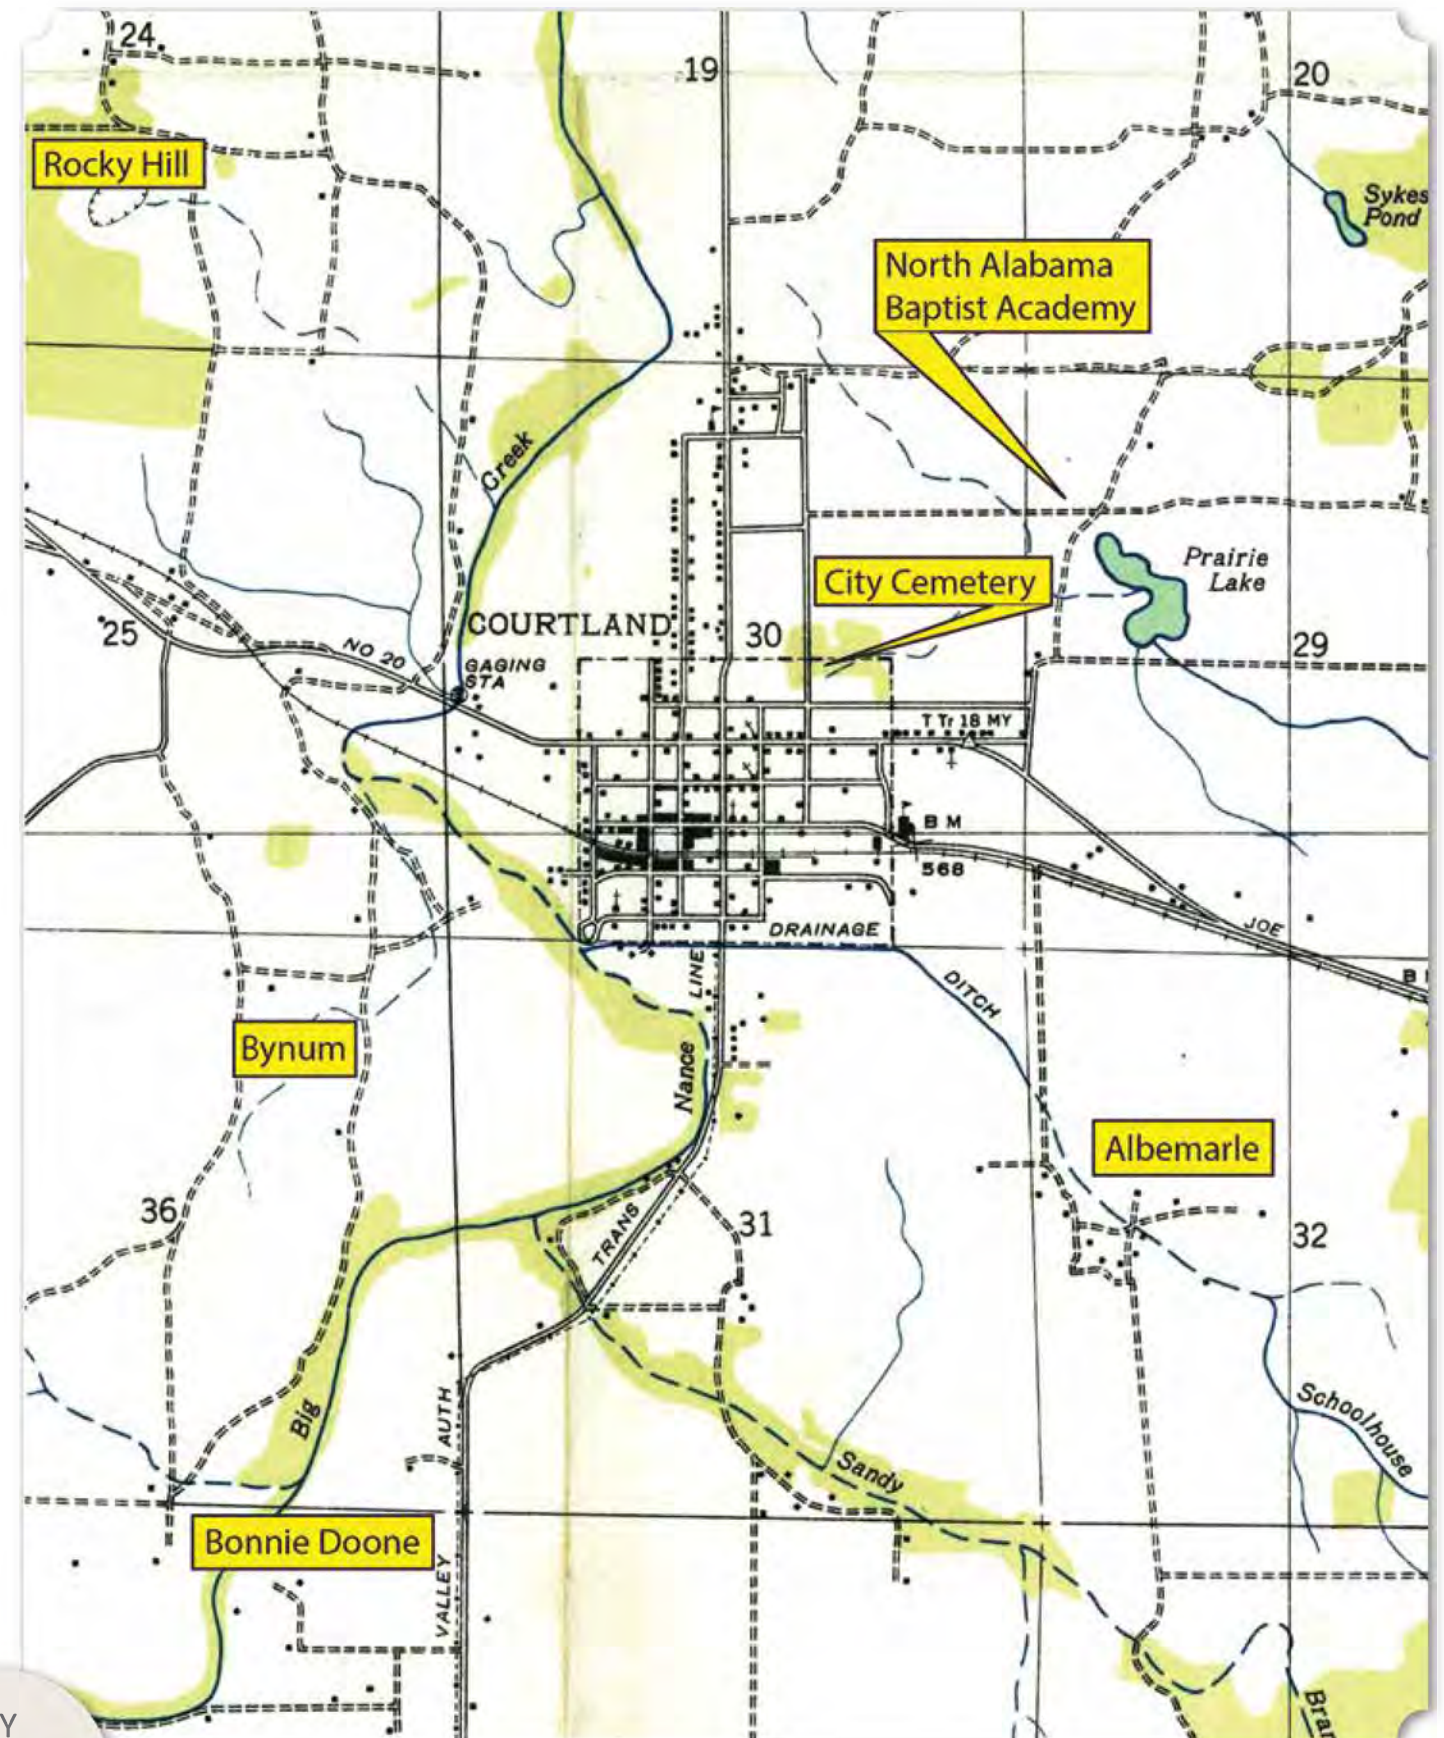 24
19
20
Rocky Hill
Sykes
Pond
North Alabama
Baptist Academy
Creek
Prairie
Lake
City Cemetery
COURTLAND
30
25
NO 20
GAGING
STA
29
T Tr 18 MY
BM
568
DRAINAGE
JOE
LINE
DITCH
Bynum
Nance
Albemarle
36
TRANS
31
32
Big
AUTH
Schoolhouse
Sandy
Bonnie Doone
VALLEY
Y